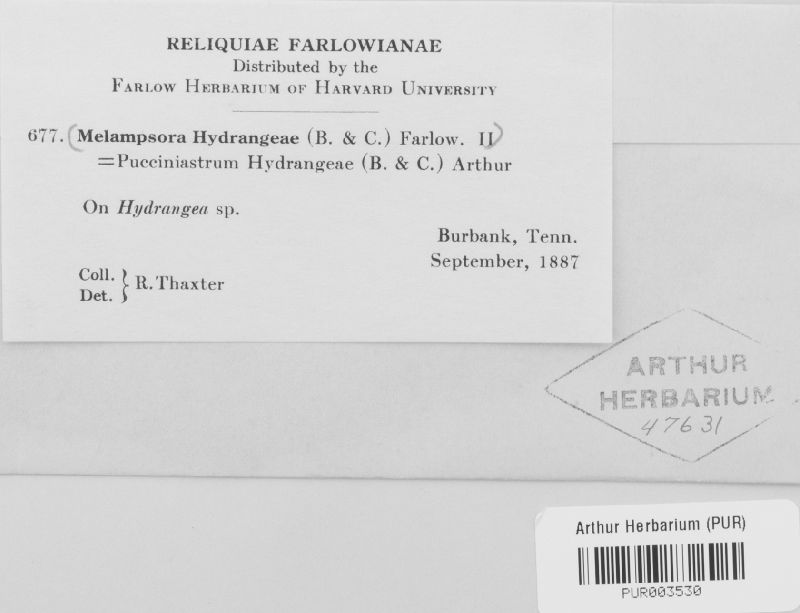 RELIQUIAE FARLOWIANAE
Distributed by the
FARLOW HERBARIUM OF HARVARD UNIVERSITY
677. (Melampsora Hydrangeae (B. & C.) Farlow. II)
=Pucciniastrum Hydrangeae (B. & C.) Arthur
On Hydrangea sp.
Burbank, Tenn.
September, 1887
Coll.
Det. } R. Thaxter
ARTHUR
HERBARIUM
47631
Arthur Herbarium (PUR)
PUR003530